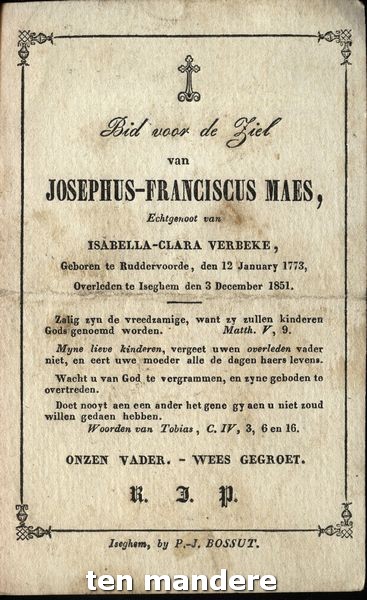 Bid voor de Ziel
van
JOSEPHUS-FRANCISCUS MAES,
Echtgenoot van
ISABELLA-CLARA VERBEKE,
Geboren te Ruddervoorde, den 12 January 1773,
Overleden te Iseghem den 3 December 1851.
Zalig zyn de vreedzamige, want zy zullen kinderen
Gods genoemd worden. Matth. V, 9.
Myne lieve kinderen, vergeet uwen overleden vader
niet, en eert uwe moeder alle de dagen haers levens.
Wacht u van God te vergrammen, en zyne geboden te
overtreden.
Doet nooyt aen een ander het gene gy aen u niet zoud
willen gedaen hebben.
Woorden van Tobias, C. IV, 3, 6 en 16.
ONZEN VADER. - WEES GEGROET.
R. I. P.
Iseghem, by P.-J. BOSSUT.
ten mandere